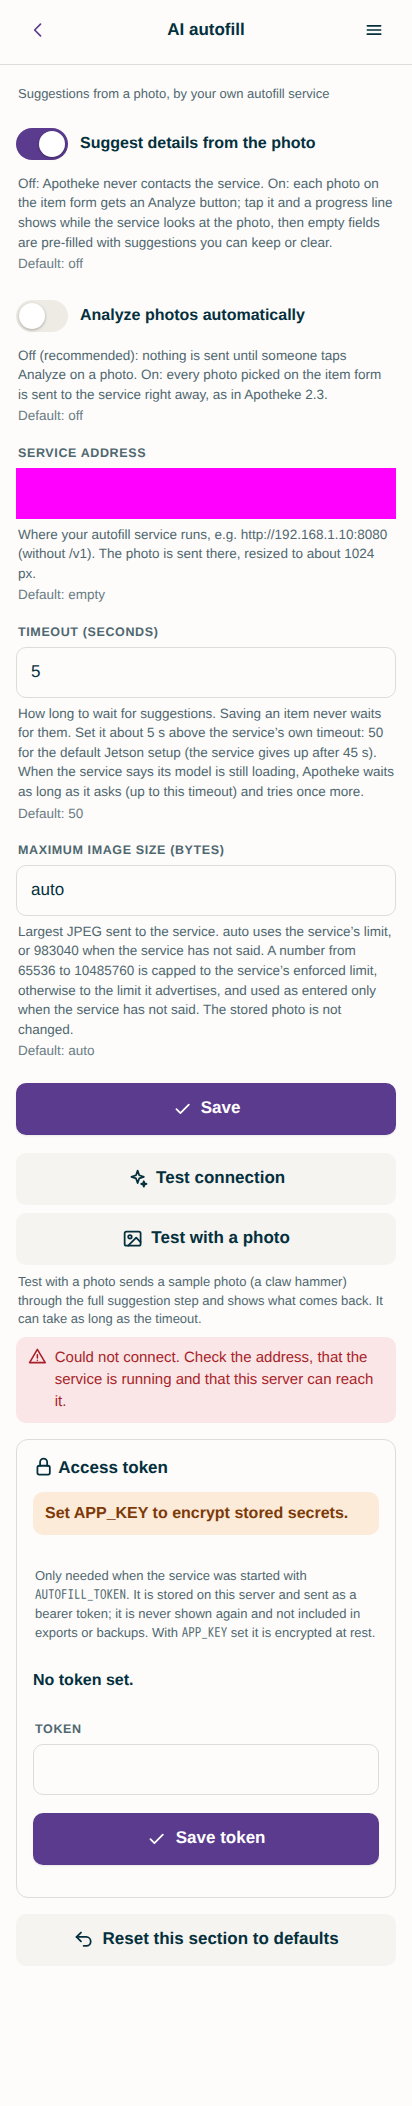 AI autofill
Suggestions from a photo, by your own autofill service
Suggest details from the photo
Off: Apotheke never contacts the service. On: each photo on
the item form gets an Analyze button; tap it and a progress line
shows while the service looks at the photo, then empty fields
are pre-filled with suggestions you can keep or clear.
Default: off
Analyze photos automatically
Off (recommended): nothing is sent until someone taps
Analyze on a photo. On: every photo picked on the item form
is sent to the service right away, as in Apotheke 2.3.
Default: off
SERVICE ADDRESS
Where your autofill service runs, e.g. http://192.168.1.10:8080
(without /v1). The photo is sent there, resized to about 1024
px.
Default: empty
TIMEOUT (SECONDS)
5
How long to wait for suggestions. Saving an item never waits
for them. Set it about 5 s above the service’s own timeout: 50
for the default Jetson setup (the service gives up after 45 s).
When the service says its model is still loading, Apotheke waits
as long as it asks (up to this timeout) and tries once more.
Default: 50
MAXIMUM IMAGE SIZE (BYTES)
auto
Largest JPEG sent to the service. auto uses the service’s limit,
or 983040 when the service has not said. A number from
65536 to 10485760 is capped to the service’s enforced limit,
otherwise to the limit it advertises, and used as entered only
when the service has not said. The stored photo is not
changed.
Default: auto
Save
Test connection
Test with a photo
Test with a photo sends a sample photo (a claw hammer)
through the full suggestion step and shows what comes back. It
can take as long as the timeout.
Could not connect. Check the address, that the
service is running and that this server can reach
it.
Access token
Set APP_KEY to encrypt stored secrets.
Only needed when the service was started with
AUTOFILL_TOKEN. It is stored on this server and sent as a
bearer token; it is never shown again and not included in
exports or backups. With APP_KEY set it is encrypted at rest.
No token set.
TOKEN
Save token
Reset this section to defaults